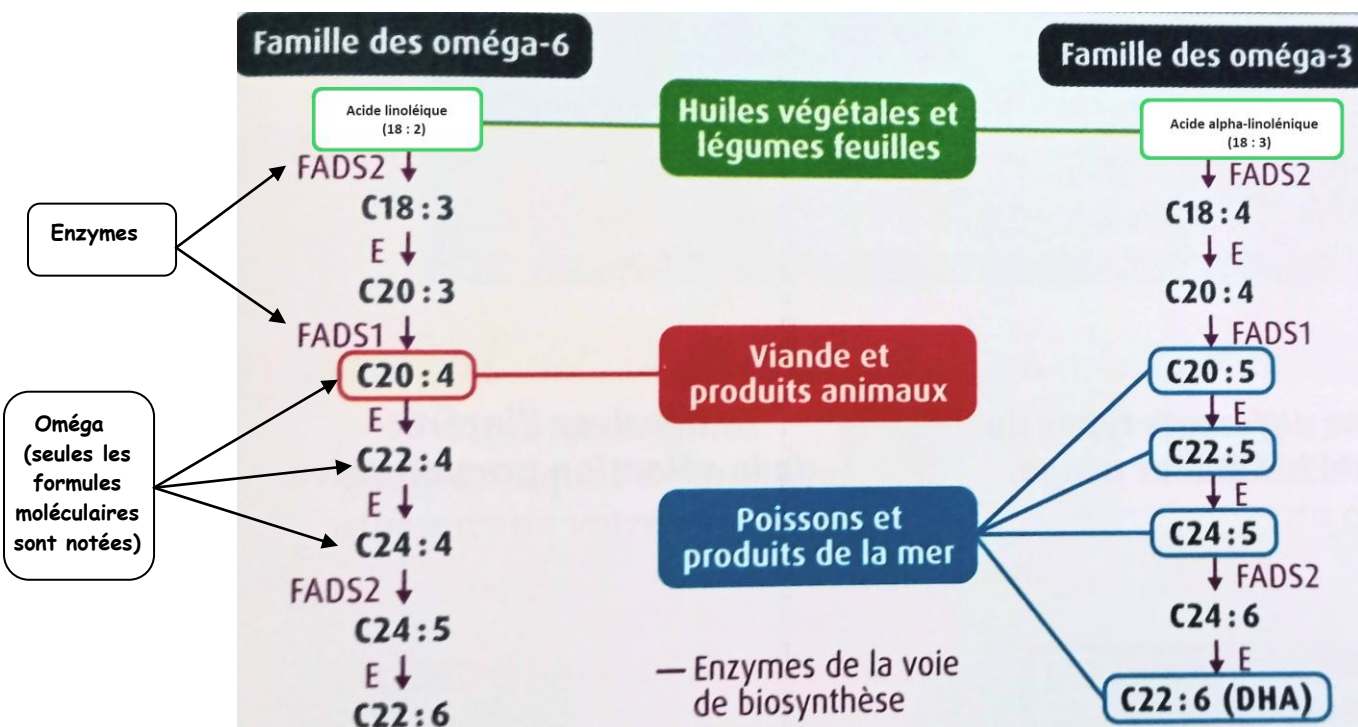 Famille des oméga-6
Famille des oméga-3
Acide linoléique
(18 : 2)
Huiles végétales et
légumes feuilles
Acide alpha-linolénique
(18 : 3)
FADS2
FADS2
C18:3
C18:4
Enzymes
E
E
C20:3
C20:4
FADS1
FADS1
C20:4
Viande et
produits animaux
C20:5
E
E
Oméga
(seules les
formules
moléculaires
sont notées)
C22:4
C22:5
E
E
C24:4
Poissons et
produits de la mer
C24:5
FADS2
FADS2
C24:5
C24:6
E
E
— Enzymes de la voie
de biosynthèse
C22:6
C22:6 (DHA)